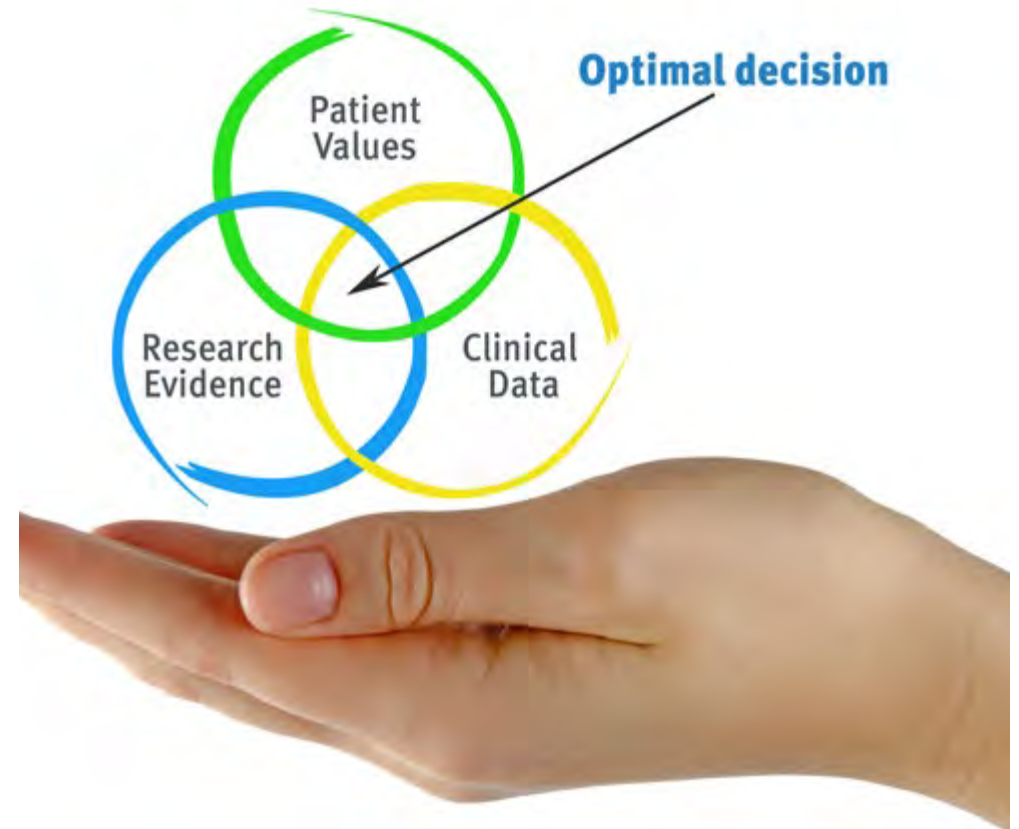 Optimal decision
Patient
Values
Research
Evidence
Clinical
Data